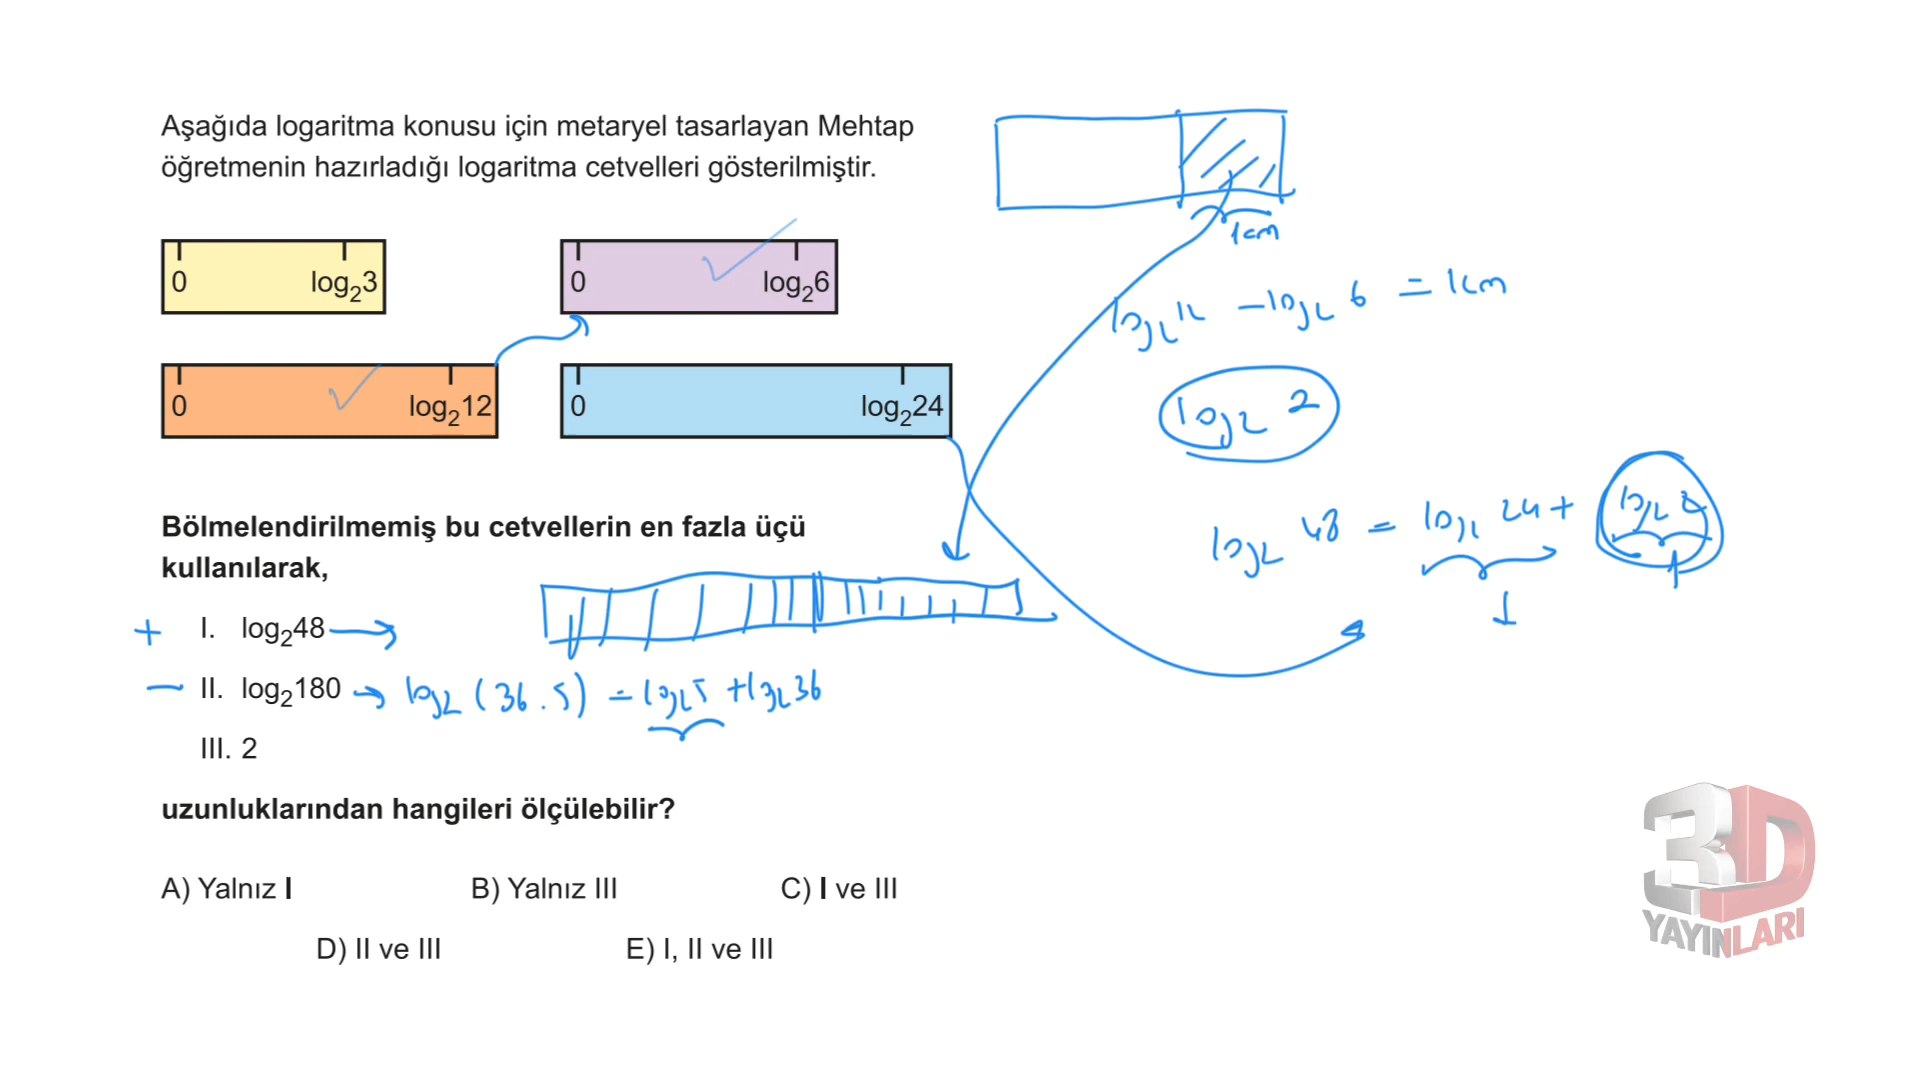 Aşağıda logaritma konusu için metaryel tasarlayan Mehtap
öğretmenin hazırladığı logaritma cetvelleri gösterilmiştir.
0 log₂3
0 log₂6
0 log₂12
0 log₂24
1cm
log₂12 - log₂6 = 1cm
log₂2
log₂48 = log₂24 + log₂2
Bölmelendirilmemiş bu cetvellerin en fazla üçü
kullanılarak,
+ I. log₂48 →
- II. log₂180 → log₂(36.5) = log₂5 + log₂36
III. 2
uzunluklarından hangileri ölçülebilir?
A) Yalnız I B) Yalnız III C) I ve III
D) II ve III E) I, II ve III
3D
YAYINLARI